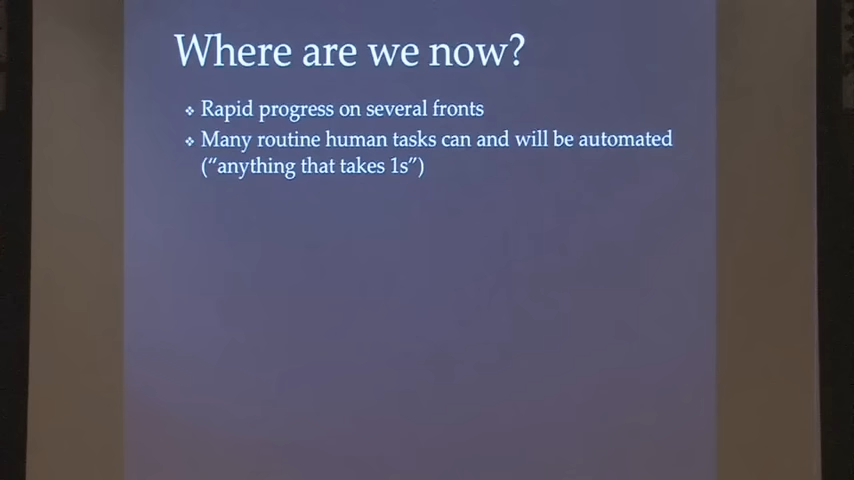 Where are we now?
❖ Rapid progress on several fronts
❖ Many routine human tasks can and will be automated
(“anything that takes 1s”)